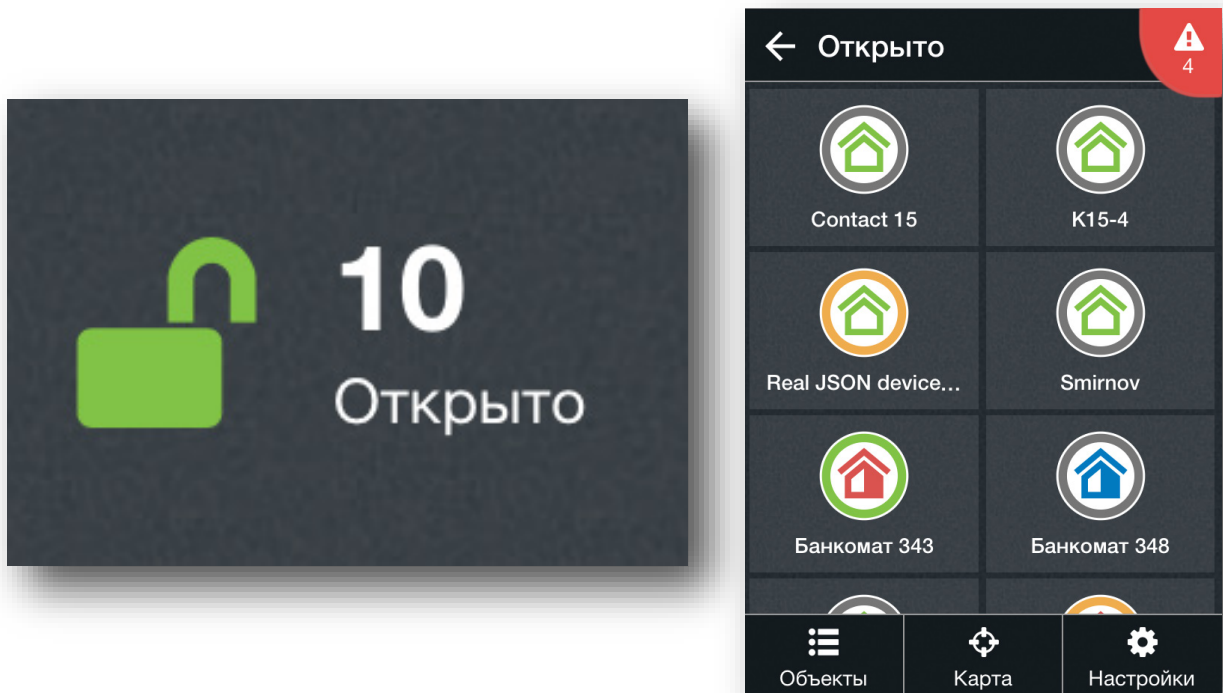 10
Открыто
Открыто
4
Contact 15
K15-4
Real JSON device...
Smirnov
Банкомат 343
Банкомат 348
Объекты
Карта
Настройки